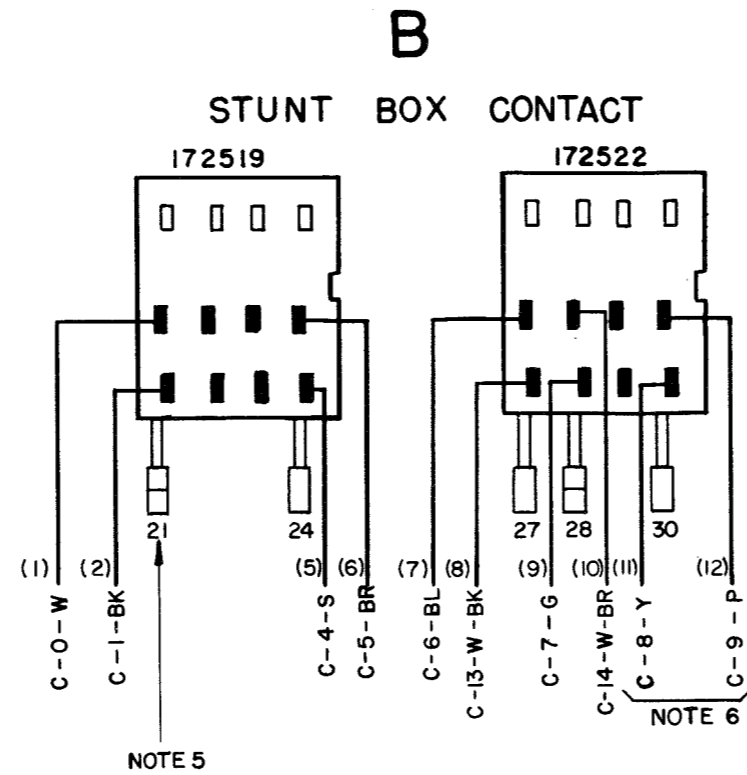 B
STUNT BOX CONTACT
172519
172522
21
24
27
28
30
(1)
(2)
(5)
(6)
(7)
(8)
(9)
(10)
(11)
(12)
C-0-W
C-1-BK
C-4-S
C-5-BR
C-6-BL
C-13-W-BK
C-7-G
C-14-W-BR
C-8-Y
C-9-P
NOTE 6
NOTE 5